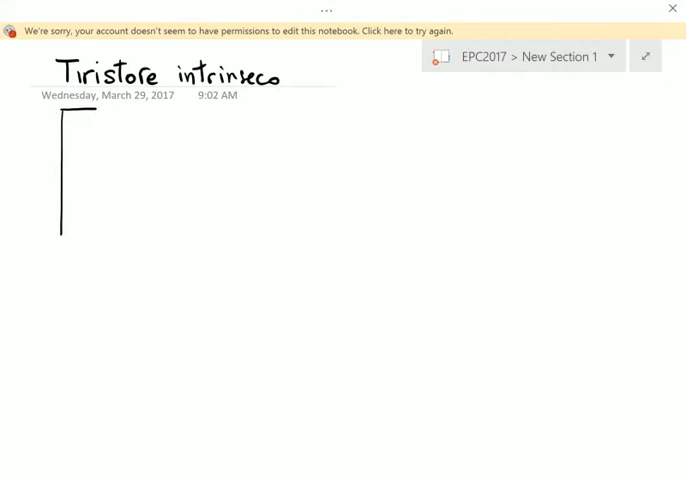 ...
We're sorry, your account doesn't seem to have permissions to edit this notebook. Click here to try again.
EPC2017 > New Section 1
Tiristore intrinseco
Wednesday, March 29, 2017 9:02 AM